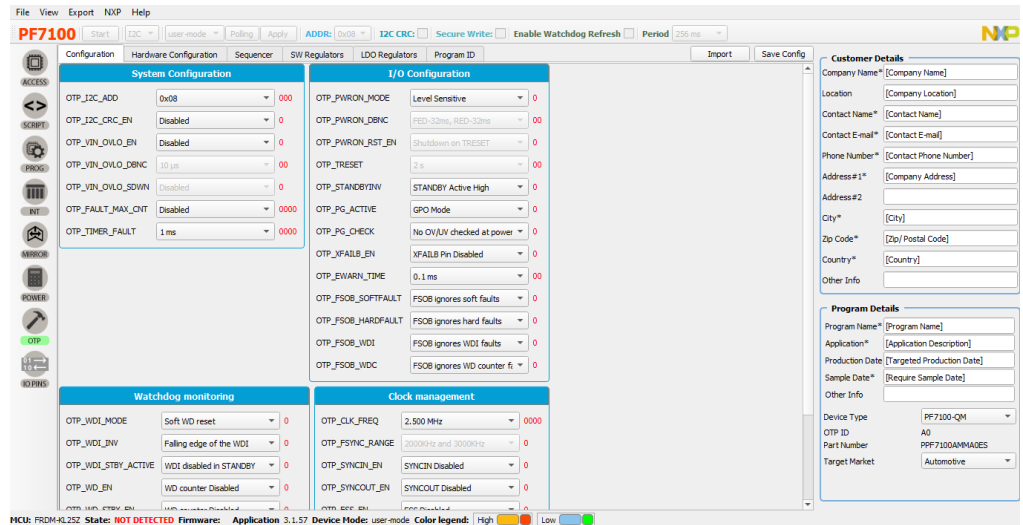 File View Export NXP Help
PF7100 Start I2C user-mode Polling Apply ADDR: 0x08 I2C CRC: Secure Write: Enable Watchdog Refresh Period 256 ms NXP
Configuration Hardware Configuration Sequencer SW Regulators LDO Regulators Program ID Import Save Config
ACCESS
SCRIPT
PROG
INT
MIRROR
POWER
OTP
IO PINS
System Configuration
OTP_I2C_ADD 0x08 000
OTP_I2C_CRC_EN Disabled 0
OTP_VIN_OVLO_EN Disabled 0
OTP_VIN_OVLO_DBNC 10 µs 00
OTP_VIN_OVLO_SDWN Disabled 0
OTP_FAULT_MAX_CNT Disabled 0000
OTP_TIMER_FAULT 1 ms 0000
I/O Configuration
OTP_PWRON_MODE Level Sensitive 0
OTP_PWRON_DBNC FED-32ms, RED-32ms 00
OTP_PWRON_RST_EN Shutdown on TRESET 0
OTP_TRESET 2 s 00
OTP_STANDBYINV STANDBY Active High 0
OTP_PG_ACTIVE GPO Mode 0
OTP_PG_CHECK No OV/UV checked at power 0
OTP_XFAILB_EN XFAILB Pin Disabled 0
OTP_EWARN_TIME 0.1 ms 00
OTP_FSOB_SOFTFAULT FSOB ignores soft faults 0
OTP_FSOB_HARDFAULT FSOB ignores hard faults 0
OTP_FSOB_WDI FSOB ignores WDI faults 0
OTP_FSOB_WDC FSOB ignores WD counter 0
Watchdog monitoring
OTP_WDI_MODE Soft WD reset 0
OTP_WDI_INV Falling edge of the WDI 0
OTP_WDI_STBY_ACTIVE WDI disabled in STANDBY 0
OTP_WD_EN WD counter Disabled 0
OTP_WD_STBY_EN WD counter Disabled 0
Clock management
OTP_CLK_FREQ 2.500 MHz 0000
OTP_FSYNC_RANGE 2000KHz and 3000KHz 0
OTP_SYNCIN_EN SYNCIN Disabled 0
OTP_SYNCOUT_EN SYNCOUT Disabled 0
Customer Details
Company Name* [Company Name]
Location [Company Location]
Contact Name* [Contact Name]
Contact E-mail* [Contact E-mail]
Phone Number* [Contact Phone Number]
Address#1* [Company Address]
Address#2
City* [City]
Zip Code* [Zip/ Postal Code]
Country* [Country]
Other Info
Program Details
Program Name* [Program Name]
Application* [Application Description]
Production Date [Targeted Production Date]
Sample Date* [Require Sample Date]
Other Info
Device Type PF7100-QM
OTP ID A0
Part Number PPF7100AMMA0ES
Target Market Automotive
MCU: FRDM-KL25Z State: NOT DETECTED Firmware: Application 3.1.57 Device Mode: user-mode Color legend: High Low